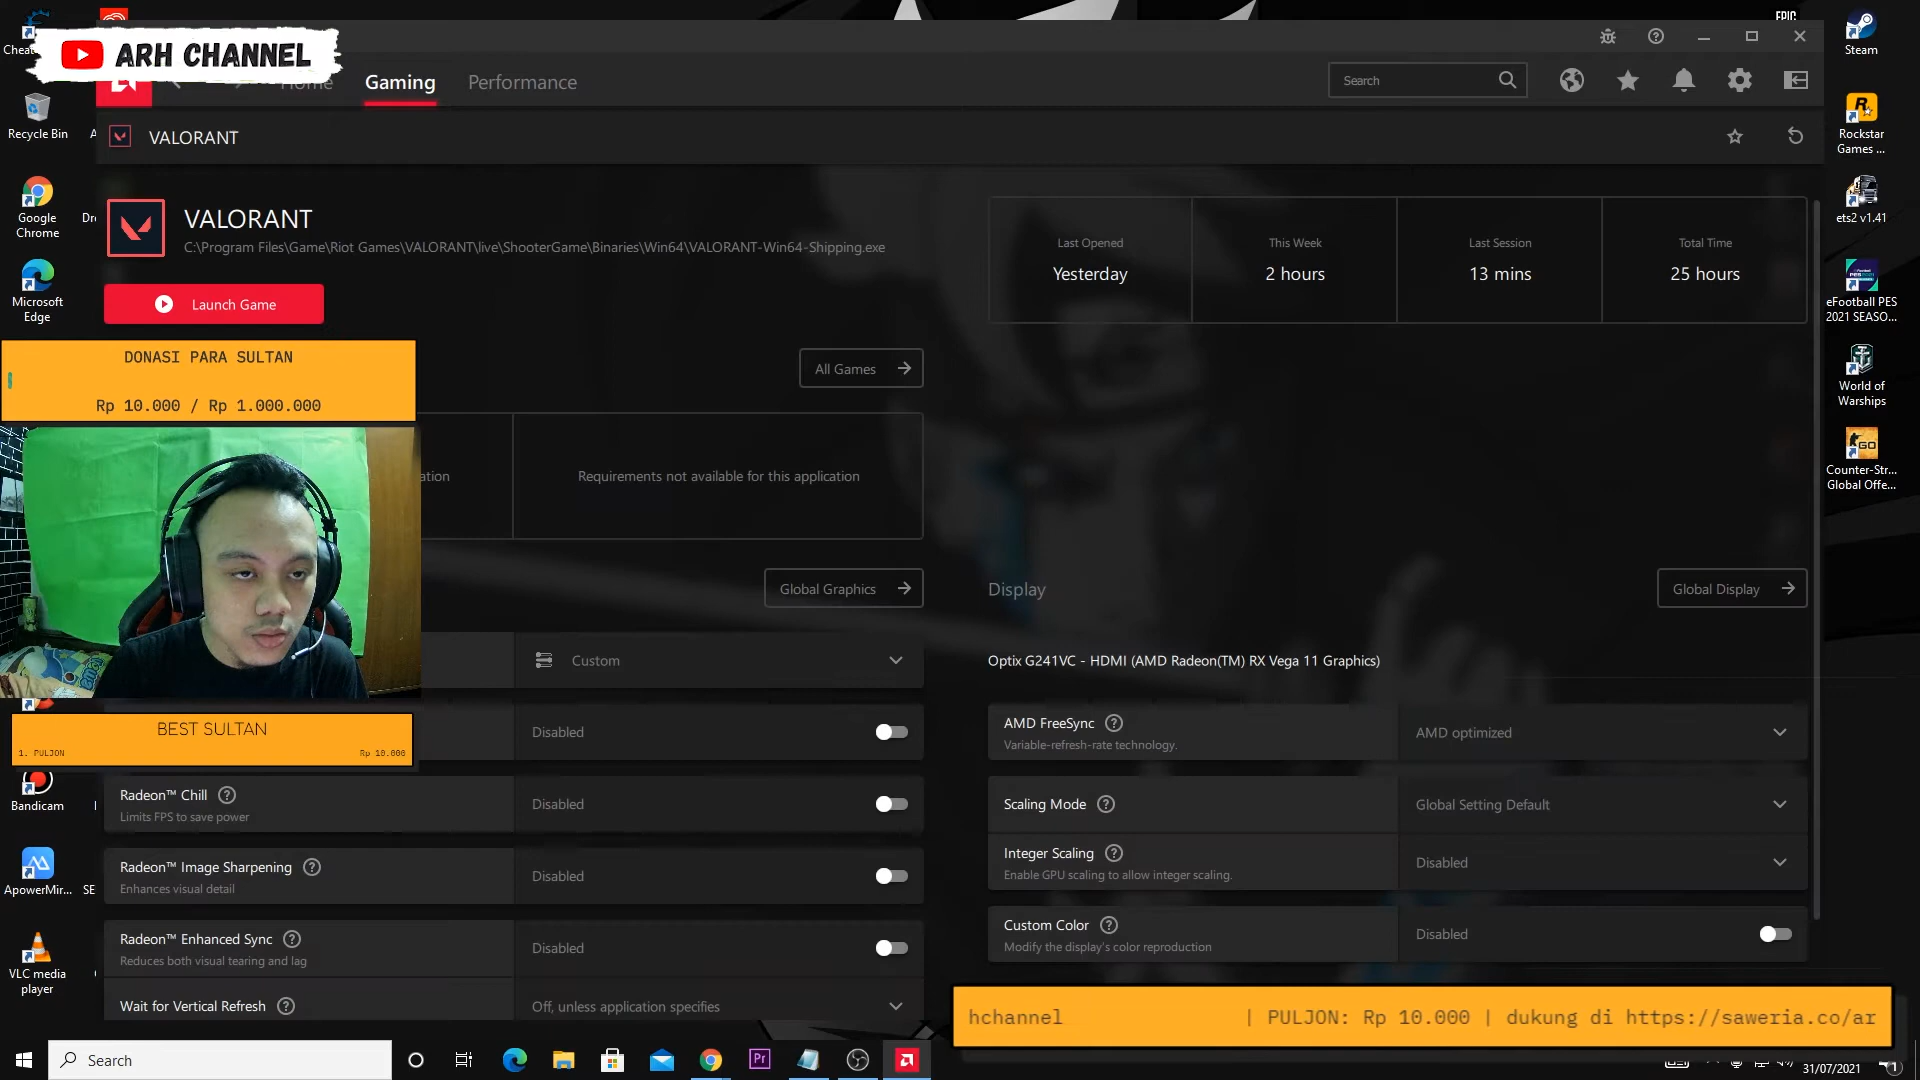 EPIC
Cheat
ARH CHANNEL
Steam
Home
Gaming
Performance
Search
Recycle Bin
A
VALORANT
Rockstar
Games ...
VALORANT
C:\Program Files\Game\Riot Games\VALORANT\live\ShooterGame\Binaries\Win64\VALORANT-Win64-Shipping.exe
Google
Chrome
Dr
Last Opened
Yesterday
This Week
2 hours
Last Session
13 mins
Total Time
25 hours
ets2 v1.41
Microsoft
Edge
Launch Game
eFootball PES
2021 SEASO...
DONASI PARA SULTAN
Rp 10.000 / Rp 1.000.000
All Games
World of
Warships
ation
Requirements not available for this application
Counter-Str...
Global Offe...
Global Graphics
Display
Global Display
Custom
Optix G241VC - HDMI (AMD Radeon(TM) RX Vega 11 Graphics)
BEST SULTAN
1. PULJON
Rp 10.000
Disabled
AMD FreeSync
Variable-refresh-rate technology.
AMD optimized
Bandicam
Radeon™ Chill
Limits FPS to save power
Disabled
Scaling Mode
Global Setting Default
Radeon™ Image Sharpening
Enhances visual detail
Disabled
Integer Scaling
Enable GPU scaling to allow integer scaling.
Disabled
ApowerMir...
SE
Radeon™ Enhanced Sync
Reduces both visual tearing and lag
Disabled
Custom Color
Modify the display's color reproduction
Disabled
VLC media
player
Wait for Vertical Refresh
Off, unless application specifies
hchannel | PULJON: Rp 10.000 | dukung di https://saweria.co/ar
Search
Pr
31/07/2021
1